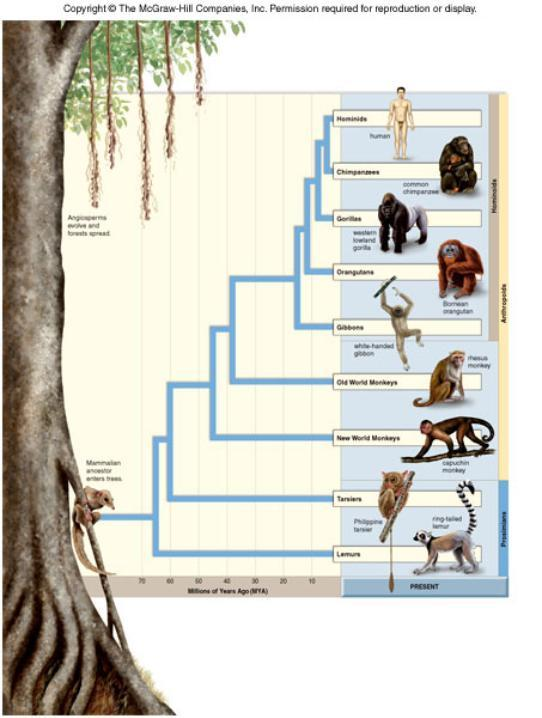 Copyright © The McGraw-Hill Companies, Inc. Permission required for reproduction or display.
Hominids
human
Chimpanzees
common
chimpanzee
Gorillas
western
lowland
gorilla
Orangutans
Bornean
orangutan
Gibbons
white-handed
gibbon
Old World Monkeys
rhesus
monkey
New World Monkeys
capuchin
monkey
Tarsiers
Philippine
tarsier
ring-tailed
lemur
Lemurs
Hominoids
Anthropoids
Prosimians
Angiosperms
evolve and
forests spread.
Mammalian
ancestor
enters trees.
70 60 50 40 30 20 10
Millions of Years Ago (MYA)
PRESENT